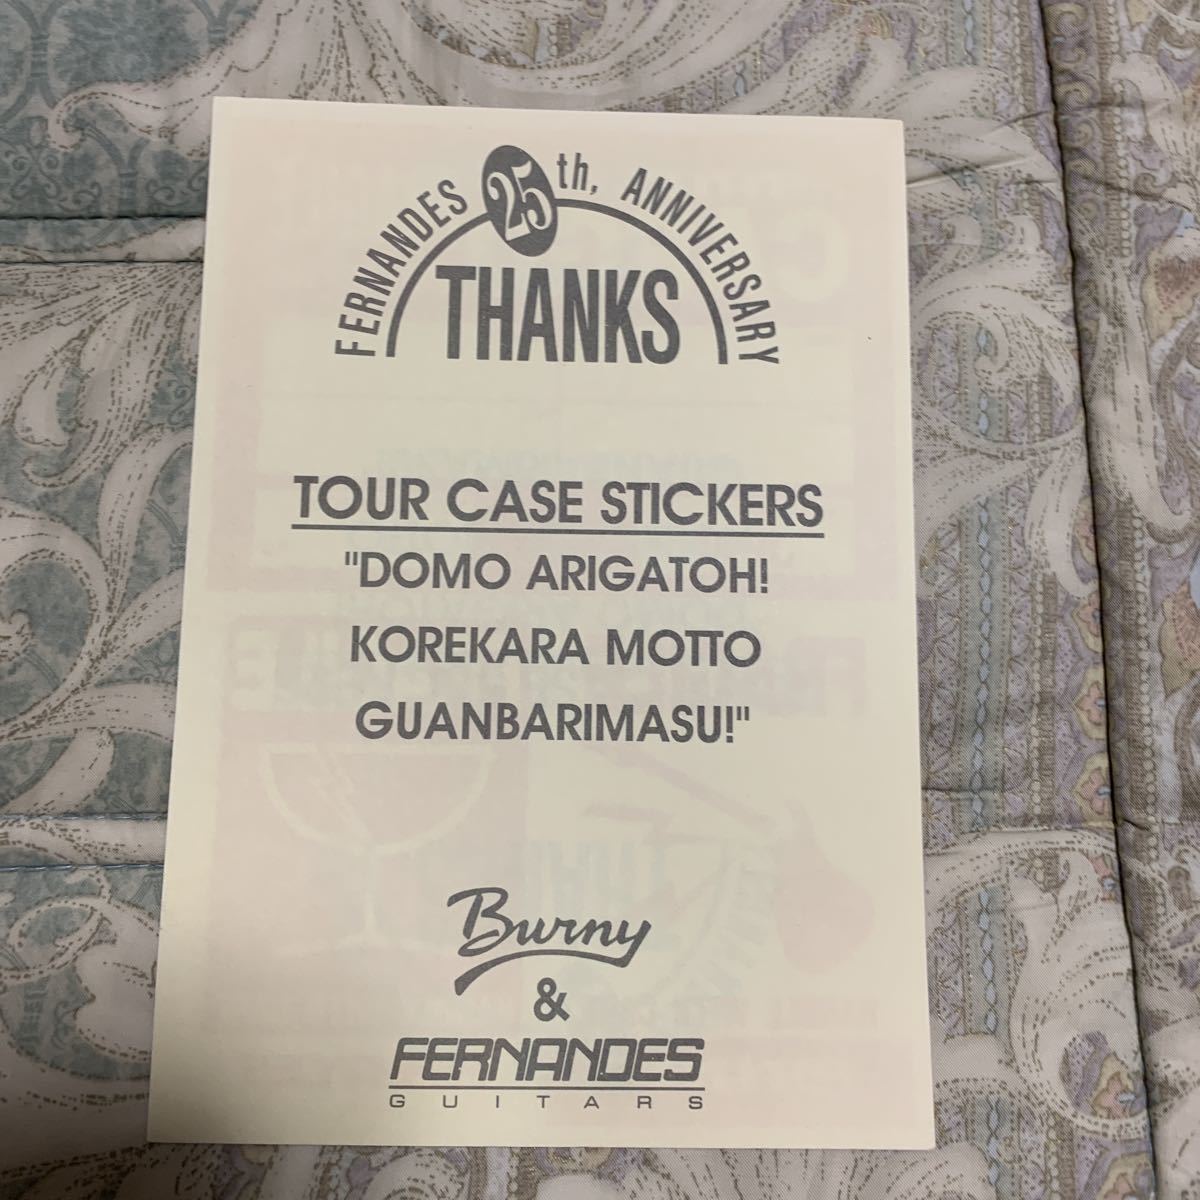 FERNANDES 25th, ANNIVERSARY
THANKS
TOUR CASE STICKERS
"DOMO ARIGATOH!
KOREKARA MOTTO
GUANBARIMASU!"
Burny
&
FERNANDES
GUITARS